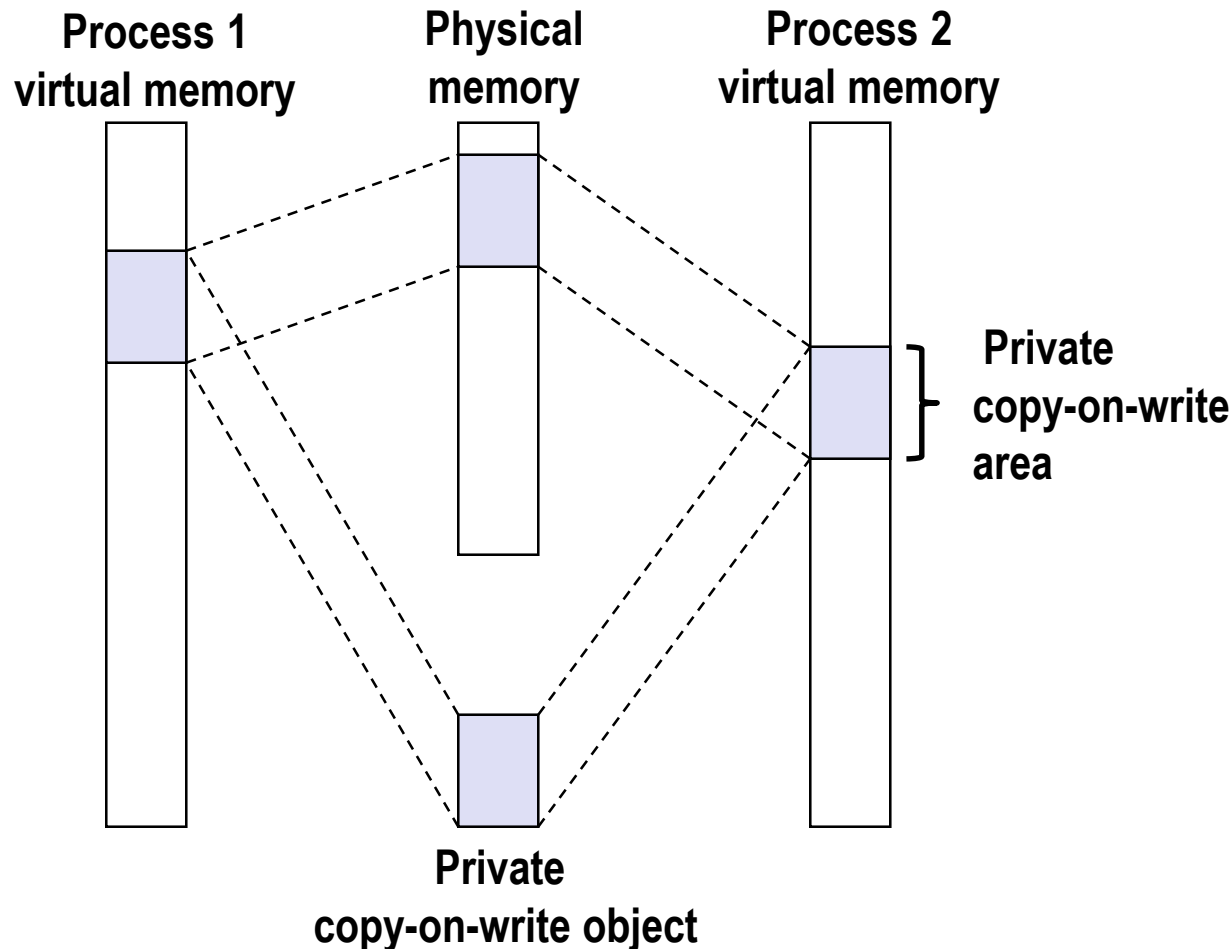 Process 1
virtual memory
Physical
memory
Process 2
virtual memory
Private
copy-on-write
area
Private
copy-on-write object